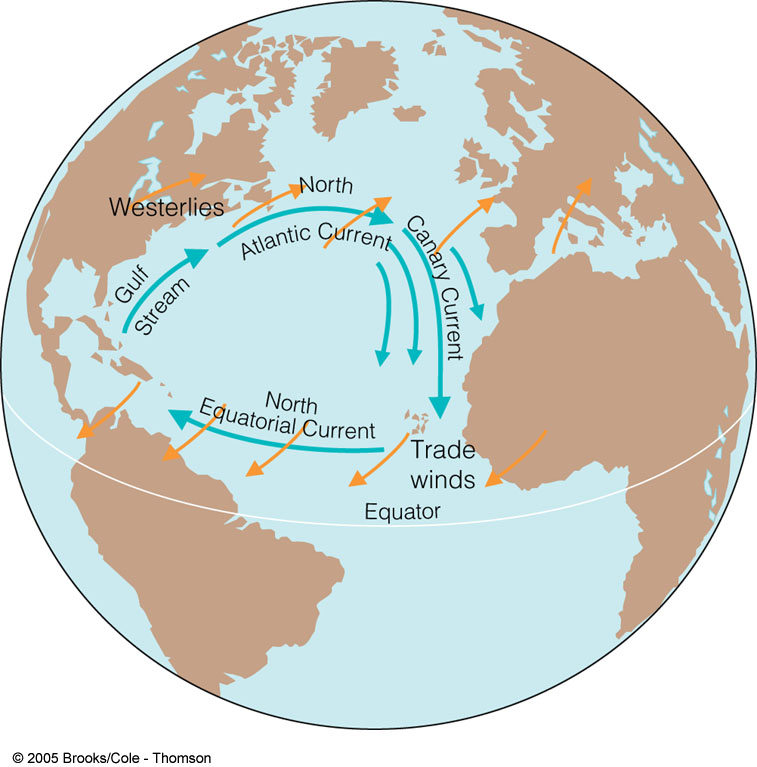 North
Westerlies
Atlantic Current
Canary Current
Gulf
Stream
North
Equatorial Current
Trade
winds
Equator
© 2005 Brooks/Cole - Thomson